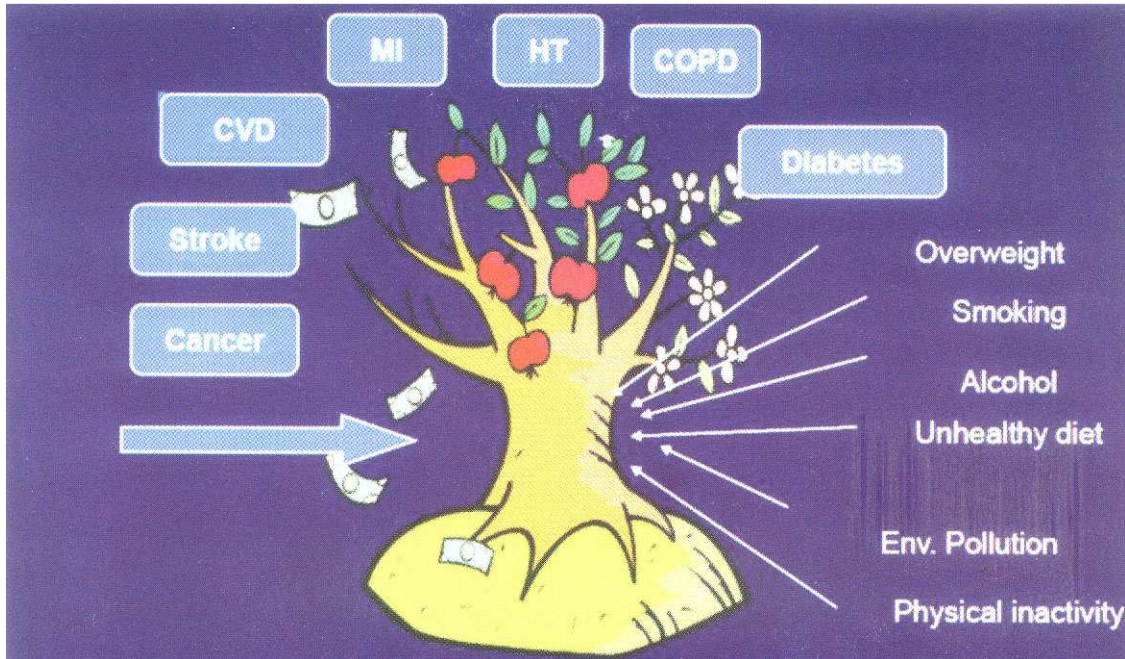 MI
HT
COPD
CVD
Diabetes
Stroke
Cancer
Overweight
Smoking
Alcohol
Unhealthy diet
Env. Pollution
Physical inactivity